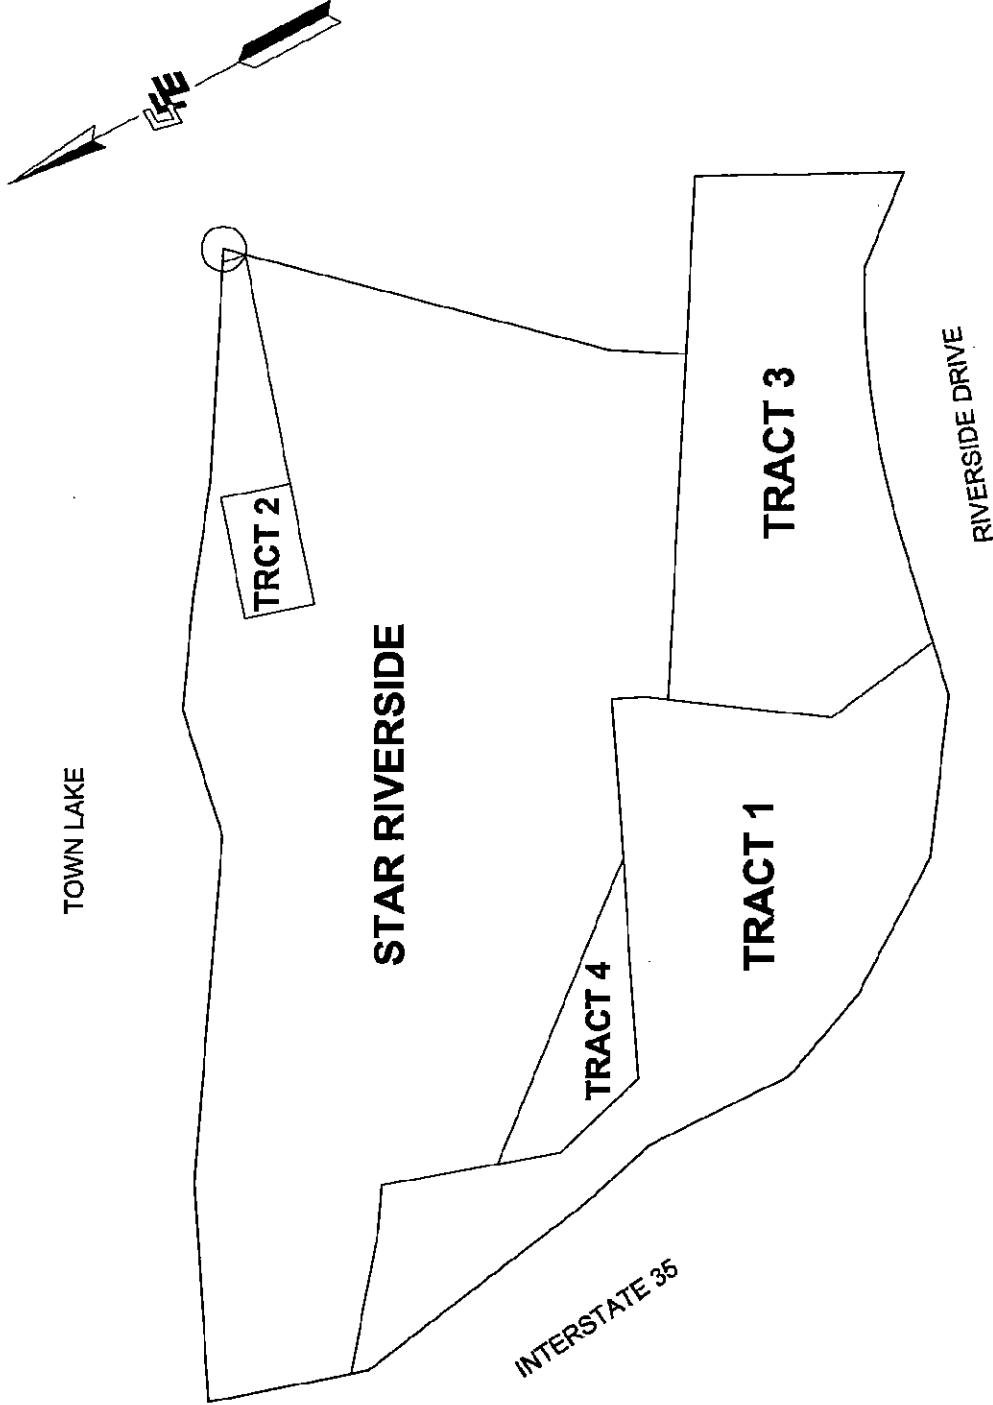 TOWN LAKE
TRCT 2
STAR RIVERSIDE
TRACT 4
TRACT 3
TRACT 1
RIVERSIDE DRIVE
INTERSTATE 35